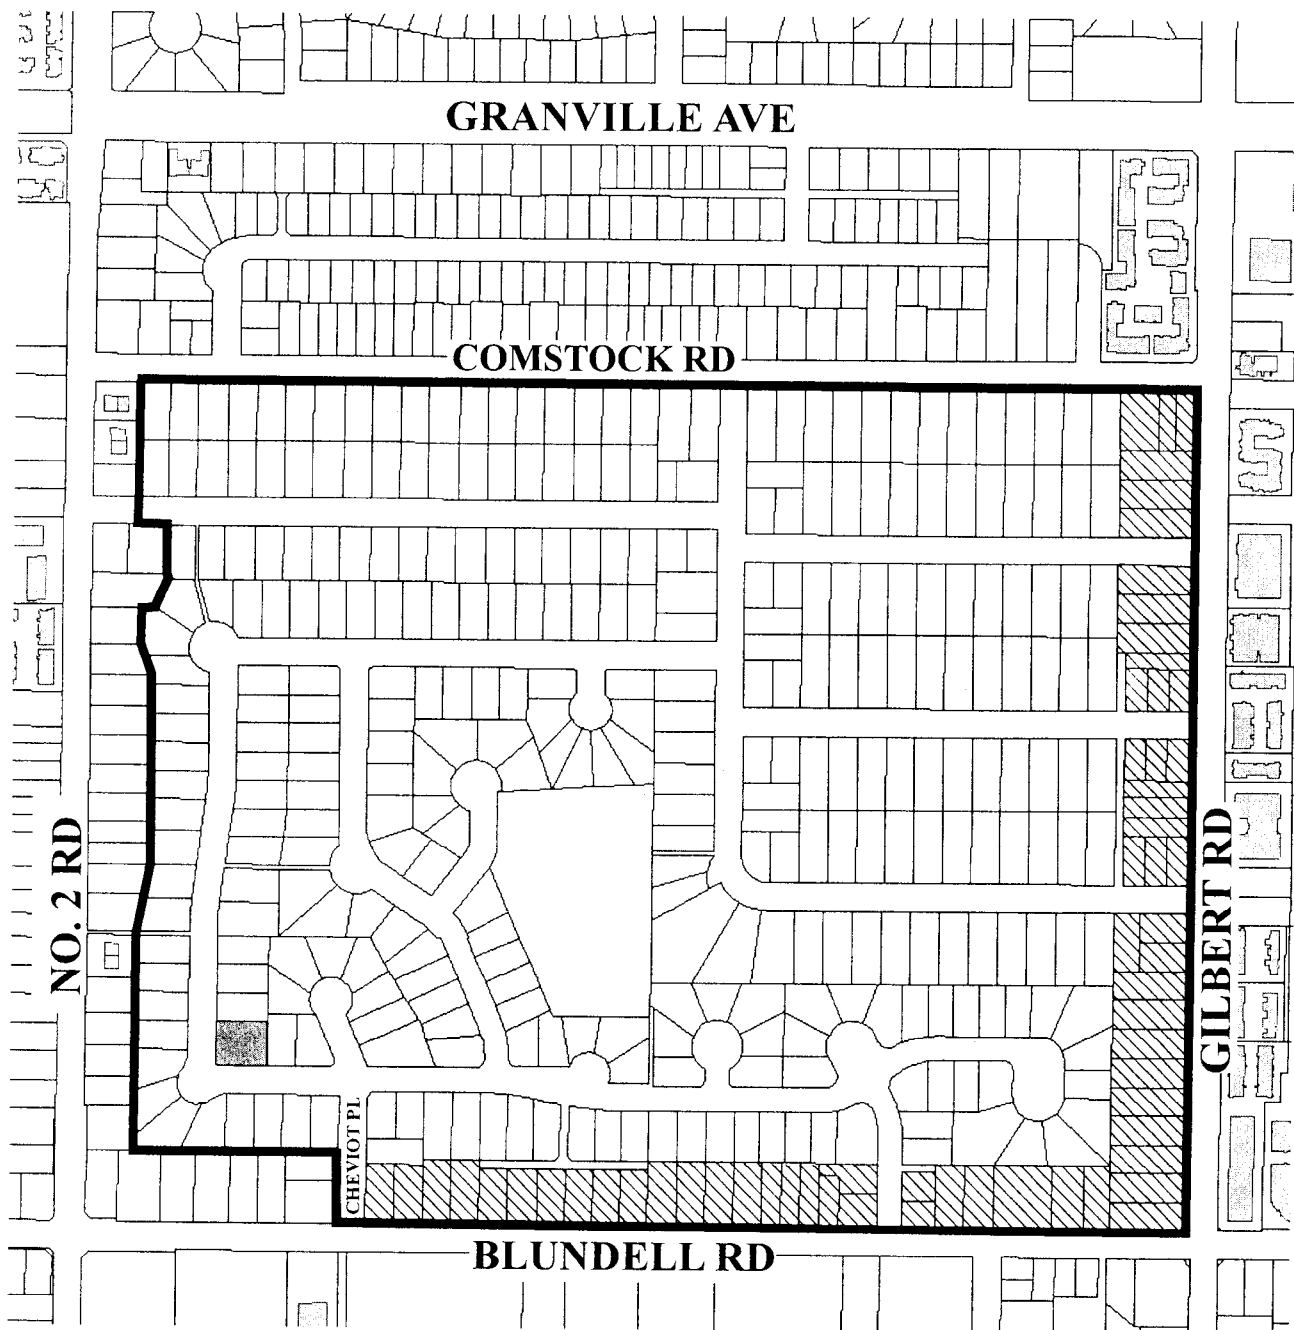 GRANVILLE AVE
COMSTOCK RD
NO. 2 RD
GILBERT RD
CHEVIOT PL
BLUNDELL RD